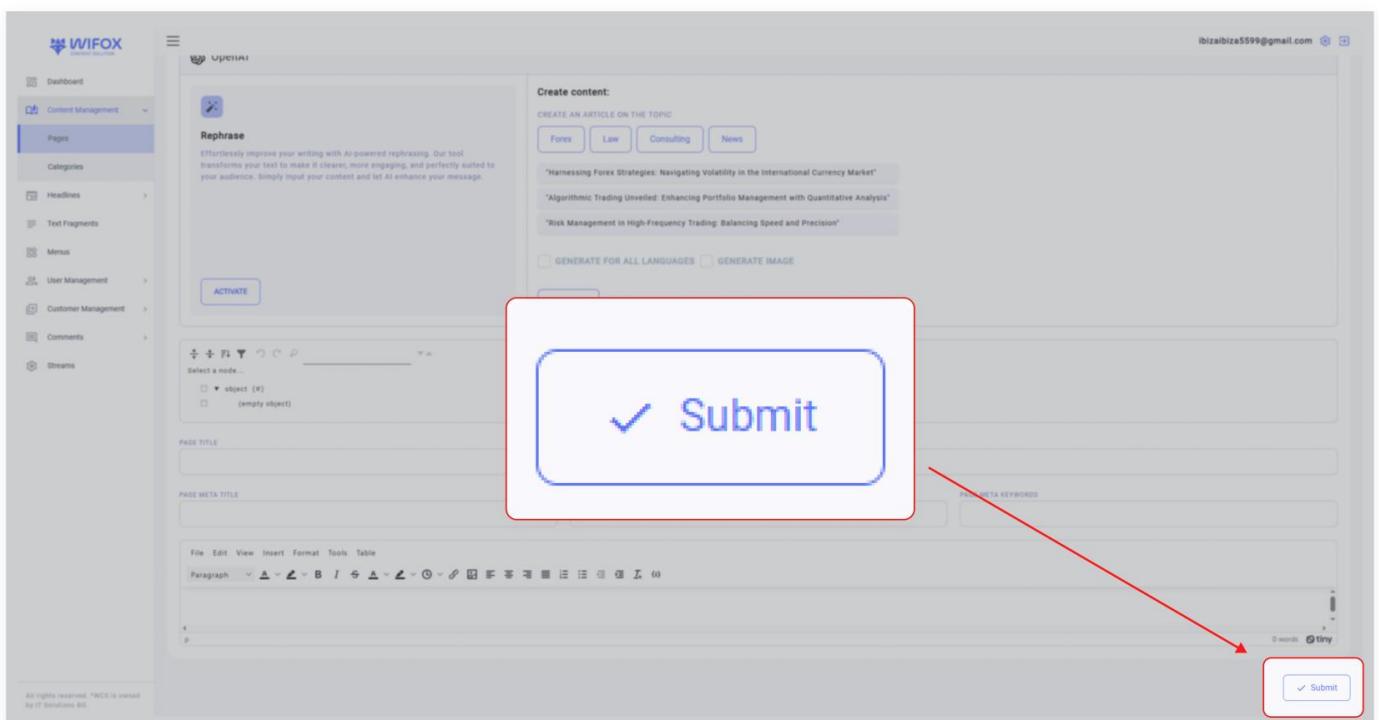 WIFOX
CONTENT SOLUTION
ibizaibiza5599@gmail.com
Dashboard
Content Management
Pages
Categories
Headlines
Text Fragments
Menus
User Management
Customer Management
Comments
Streams
All rights reserved. *WCS is owned
by IT Solutions BG.
OpenAI
Rephrase
Effortlessly improve your writing with AI-powered rephrasing. Our tool
transforms your text to make it clearer, more engaging, and perfectly suited to
your audience. Simply input your content and let AI enhance your message.
ACTIVATE
Create content:
CREATE AN ARTICLE ON THE TOPIC
Forex Law Consulting News
"Harnessing Forex Strategies: Navigating Volatility in the International Currency Market"
"Algorithmic Trading Unveiled: Enhancing Portfolio Management with Quantitative Analysis"
"Risk Management in High-Frequency Trading: Balancing Speed and Precision"
GENERATE FOR ALL LANGUAGES GENERATE IMAGE
Select a node...
object {0}
(empty object)
Submit
PAGE TITLE
PAGE META TITLE
PAGE META KEYWORDS
File Edit View Insert Format Tools Table
Paragraph
P
0 words tiny
Submit